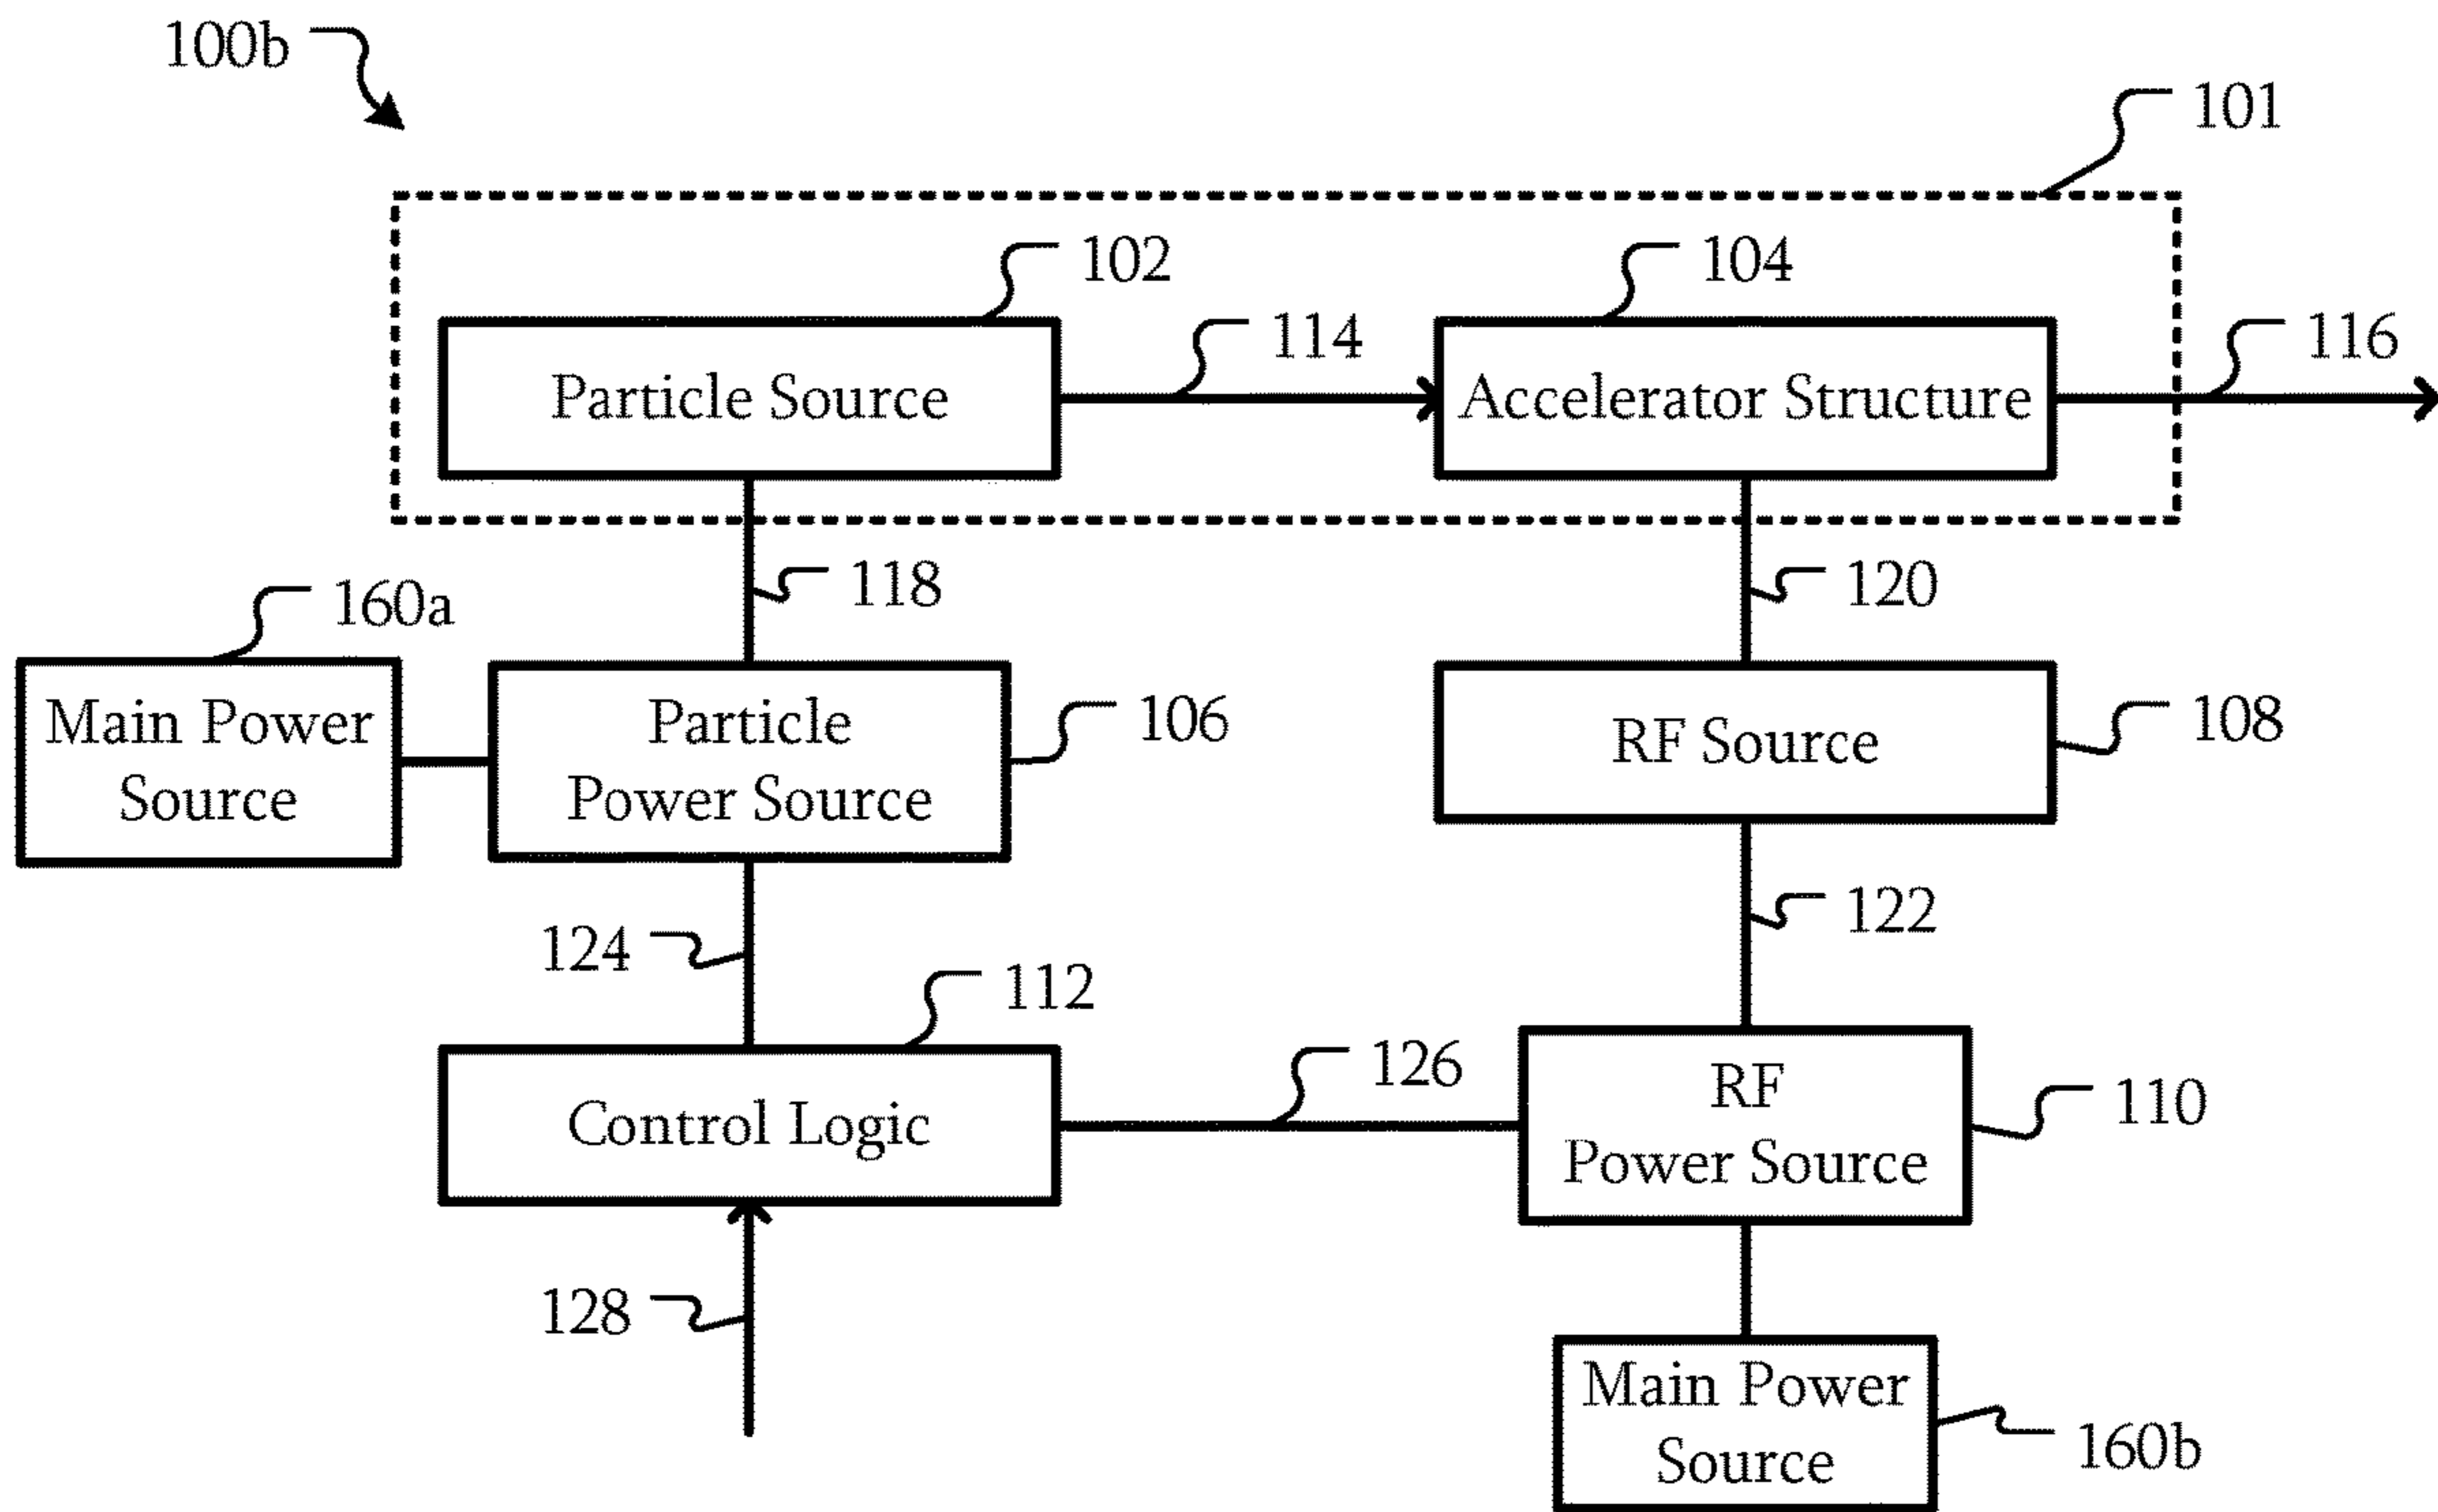 100b
101
102
104
Particle Source
114
Accelerator Structure
116
118
120
160a
Main Power
Source
Particle
Power Source
106
RF Source
108
124
122
112
Control Logic
126
RF
Power Source
110
128
Main Power
Source
160b